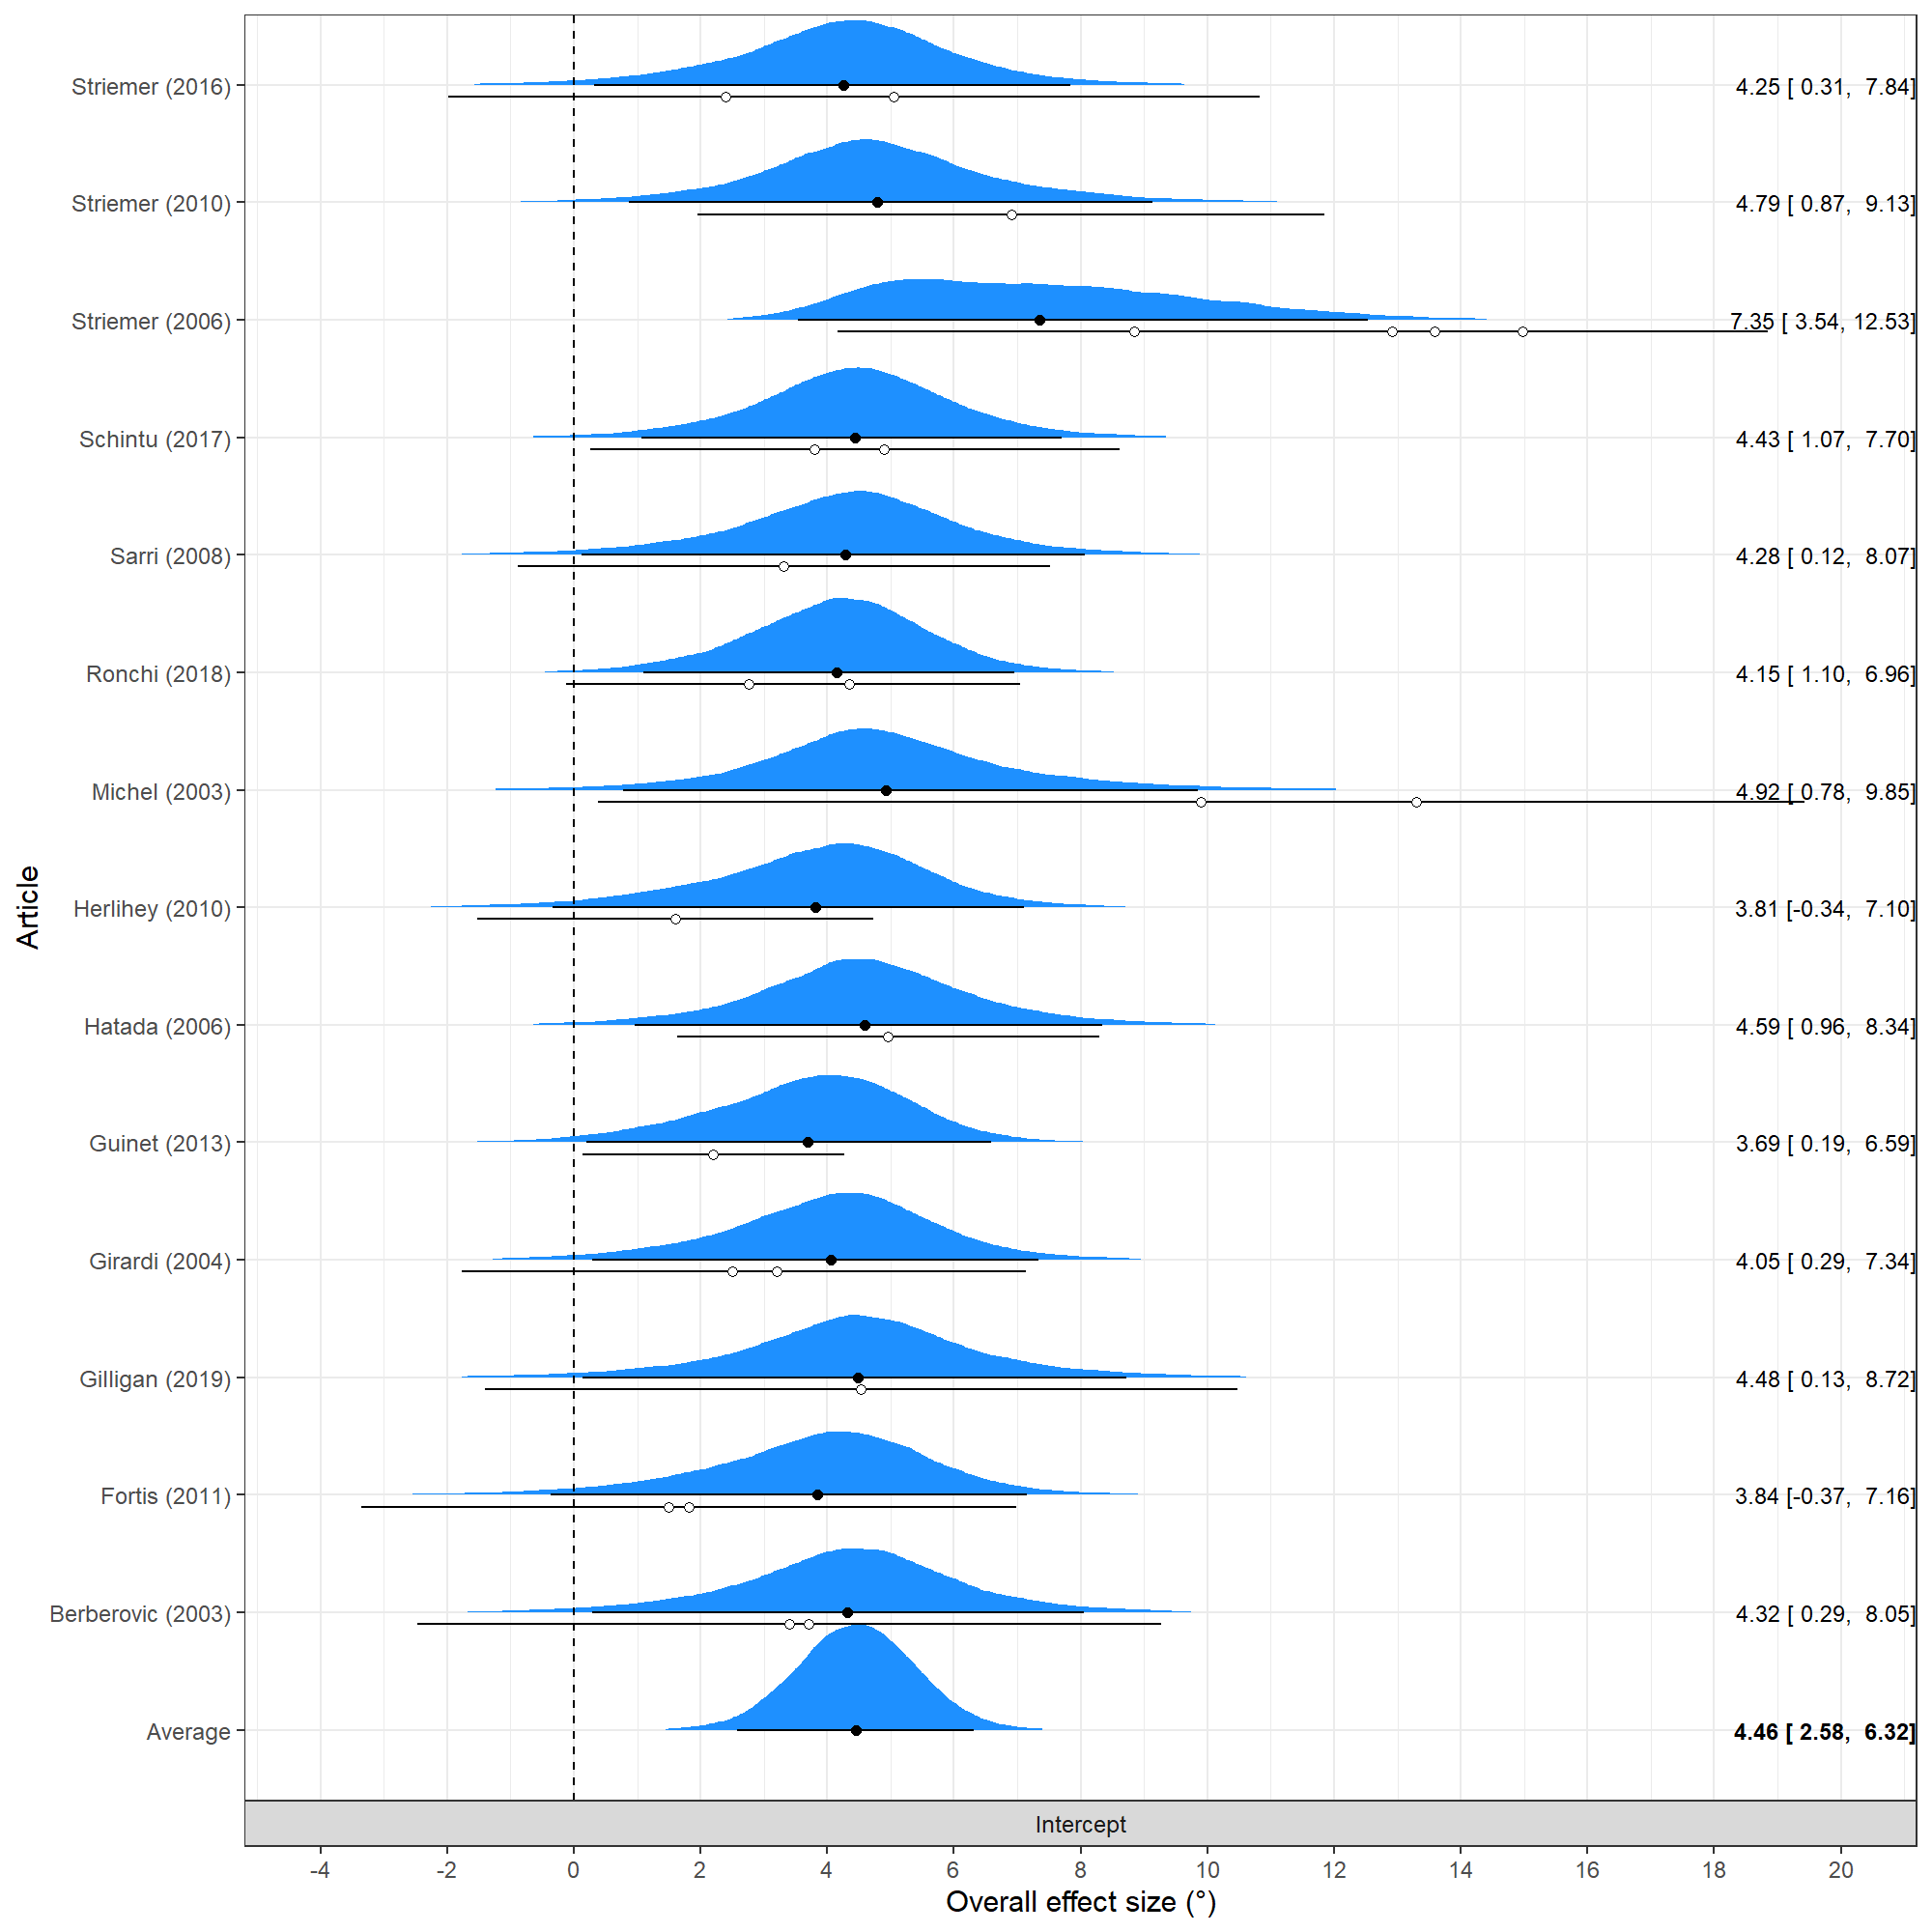 Striemer (2016) 4.25 [ 0.31,  7.84]
Striemer (2010) 4.79 [ 0.87,  9.13]
Striemer (2006) 7.35 [ 3.54, 12.53]
Schintu (2017) 4.43 [ 1.07,  7.70]
Sarri (2008) 4.28 [ 0.12,  8.07]
Ronchi (2018) 4.15 [ 1.10,  6.96]
Michel (2003) 4.92 [ 0.78,  9.85]
Herlihey (2010) 3.81 [-0.34,  7.10]
Hatada (2006) 4.59 [ 0.96,  8.34]
Guinet (2013) 3.69 [ 0.19,  6.59]
Girardi (2004) 4.05 [ 0.29,  7.34]
Gilligan (2019) 4.48 [ 0.13,  8.72]
Fortis (2011) 3.84 [-0.37,  7.16]
Berberovic (2003) 4.32 [ 0.29,  8.05]
Average 4.46 [ 2.58,  6.32]
Article
Intercept
-4 -2 0 2 4 6 8 10 12 14 16 18 20
Overall effect size (°)